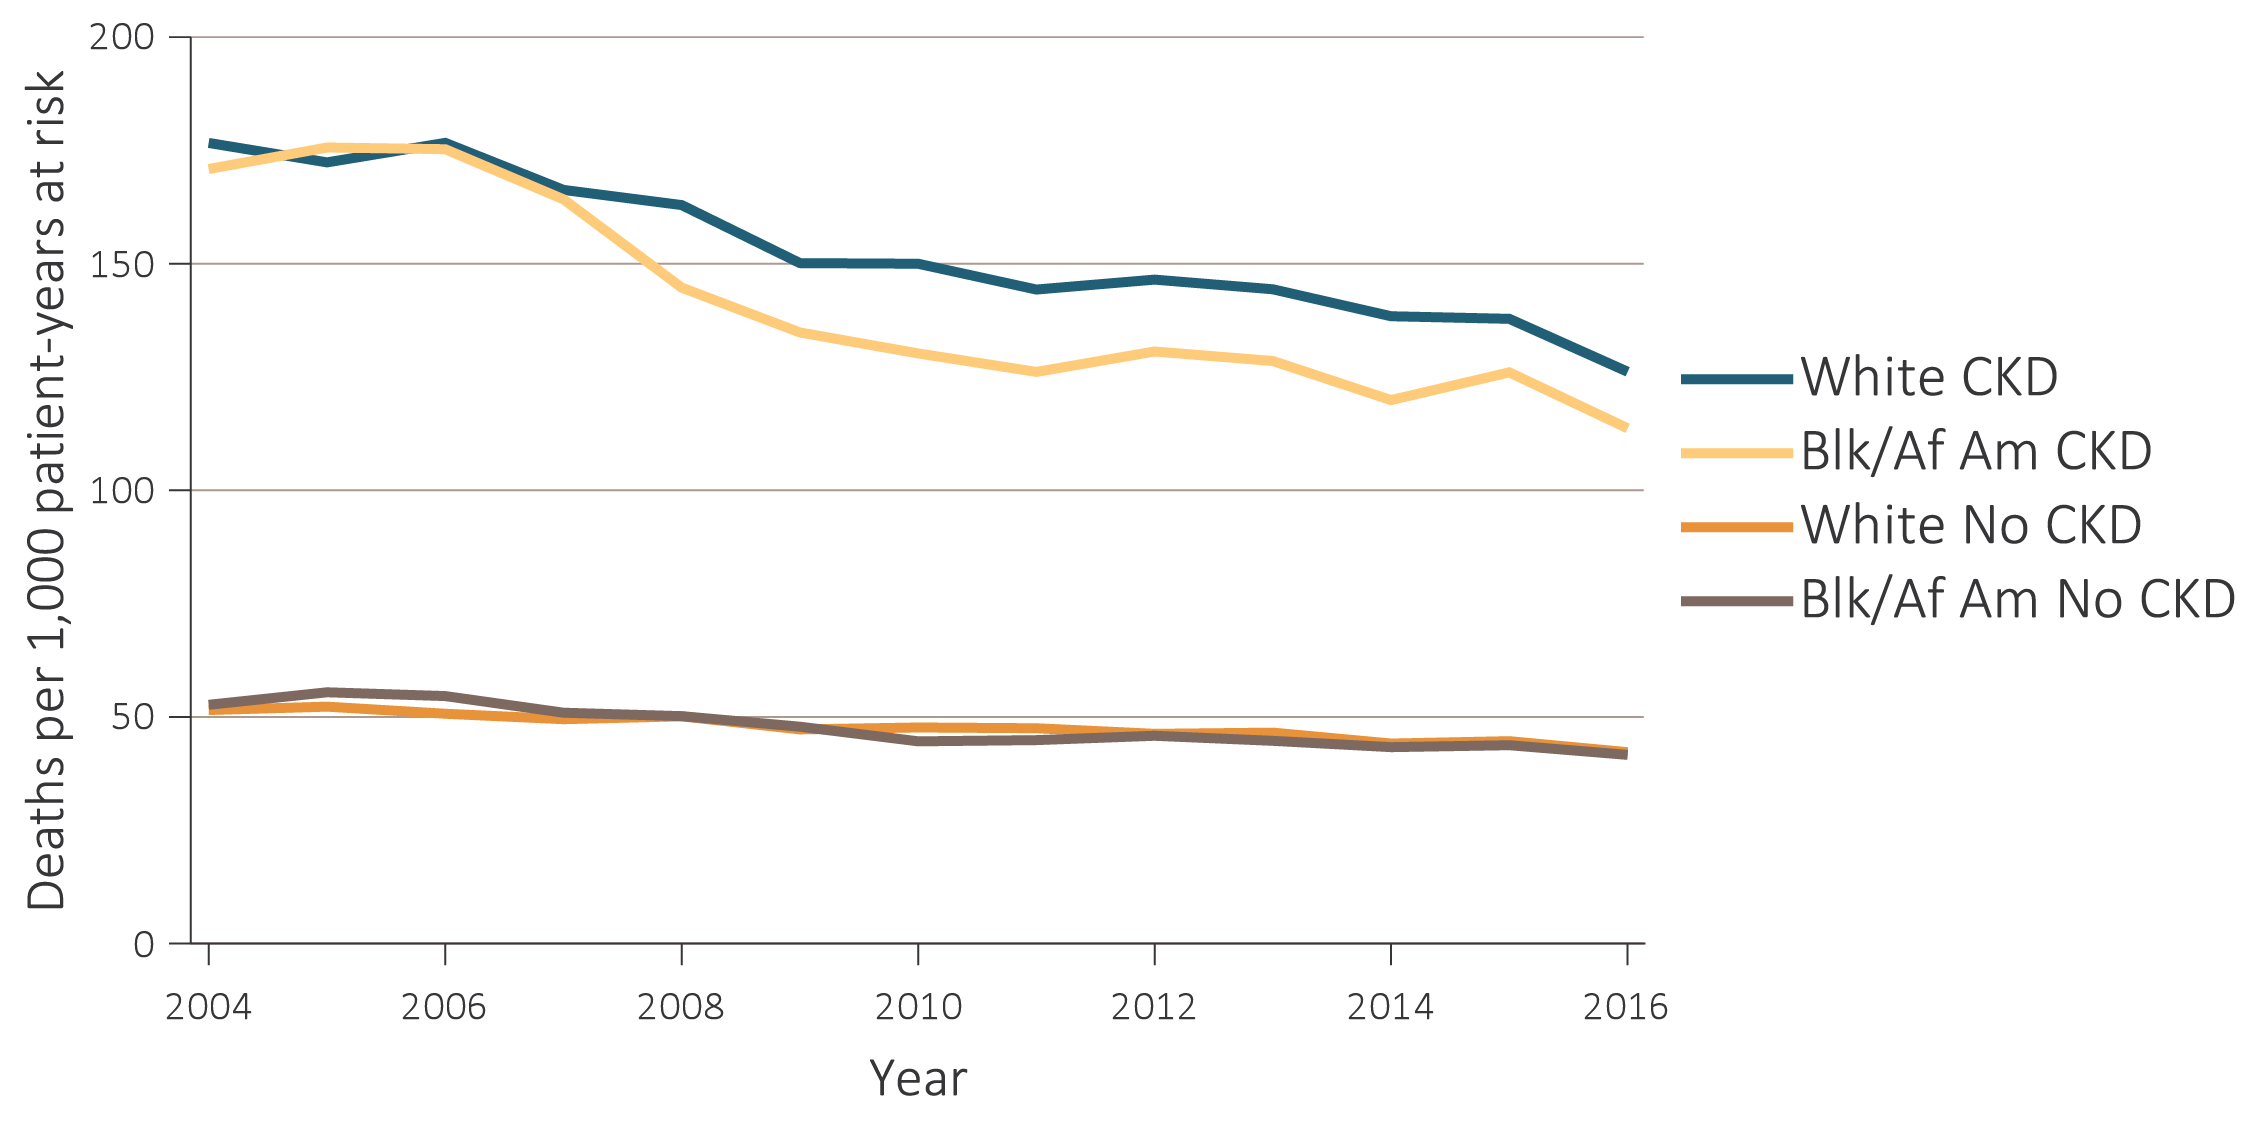 Deaths per 1,000 patient-years at risk
200
150
100
50
0
2004 2006 2008 2010 2012 2014 2016
Year
White CKD
Blk/Af Am CKD
White No CKD
Blk/Af Am No CKD